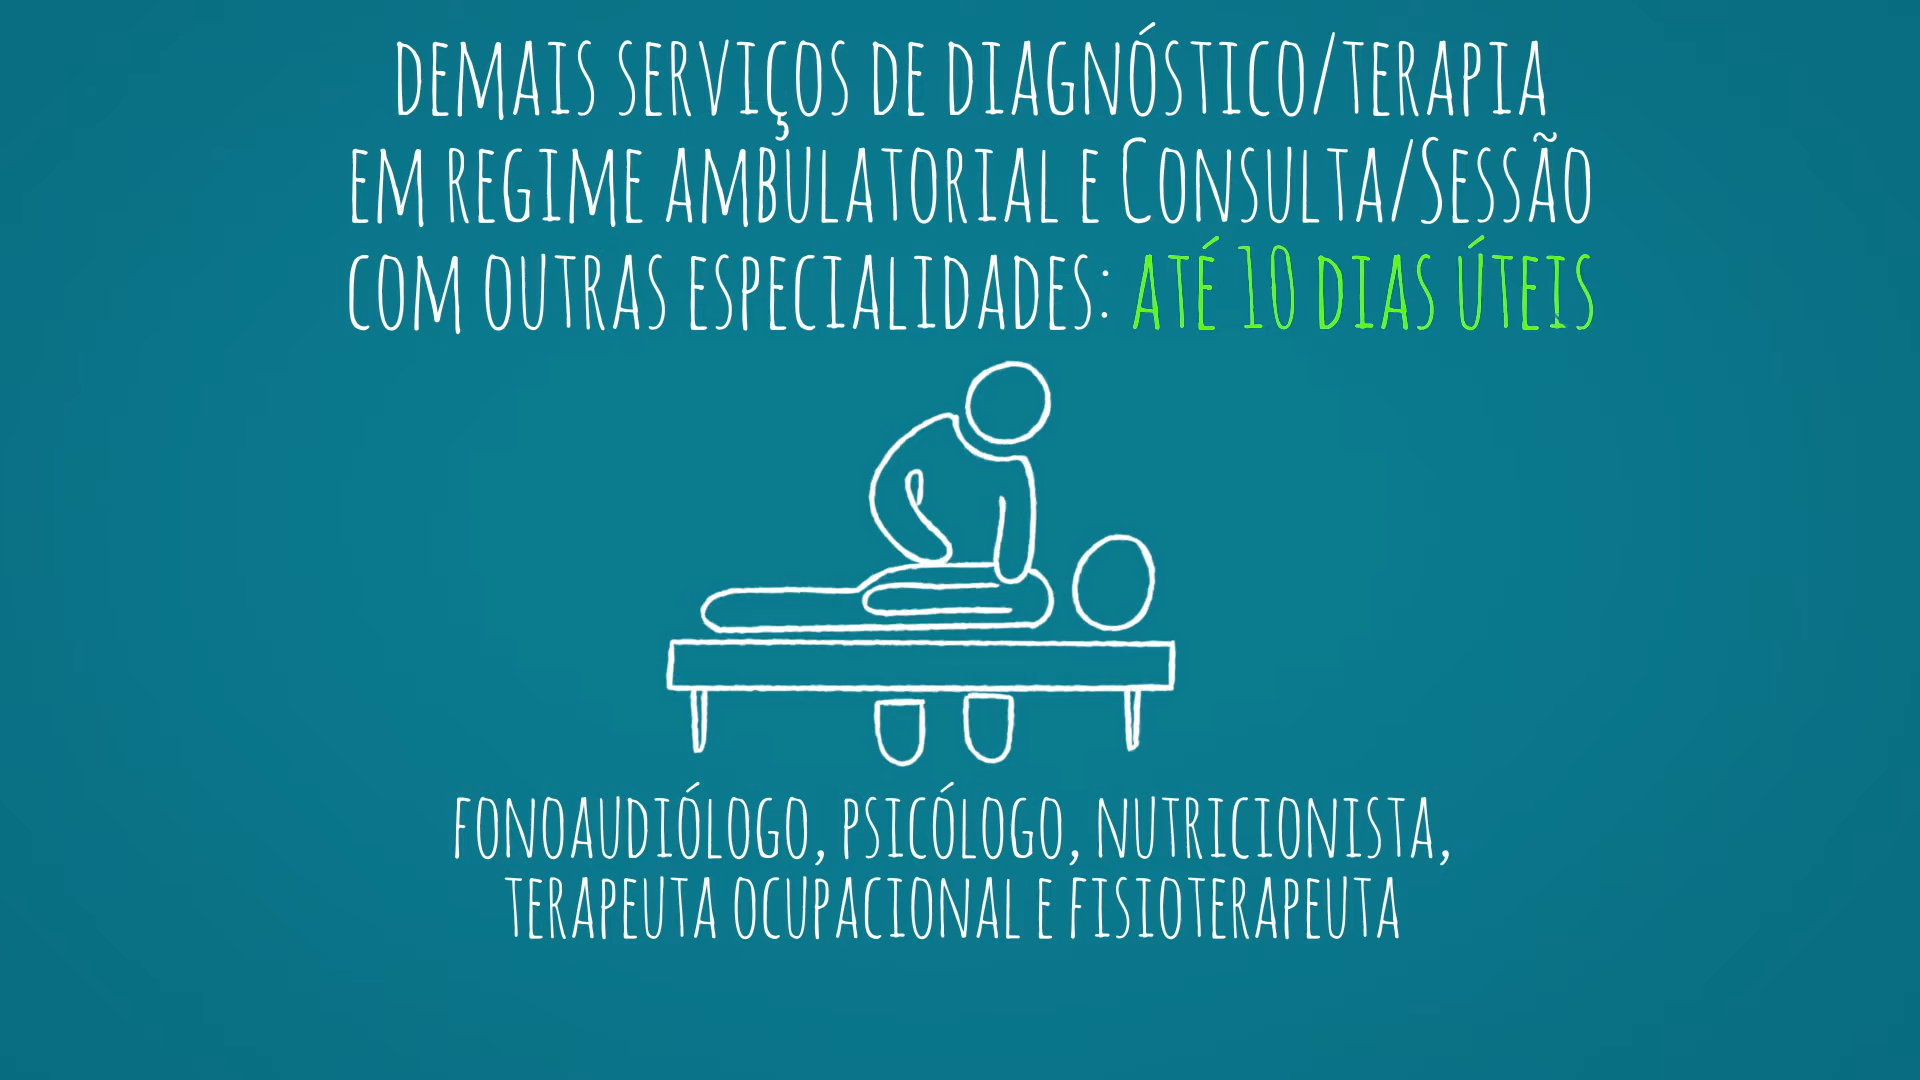 DEMAIS SERVIÇOS DE DIAGNÓSTICO/TERAPIA
EM REGIME AMBULATORIAL E CONSULTA/SESSÃO
COM OUTRAS ESPECIALIDADES: ATÉ 10 DIAS ÚTEIS
FONOAUDIÓLOGO, PSICÓLOGO, NUTRICIONISTA,
TERAPEUTA OCUPACIONAL E FISIOTERAPEUTA